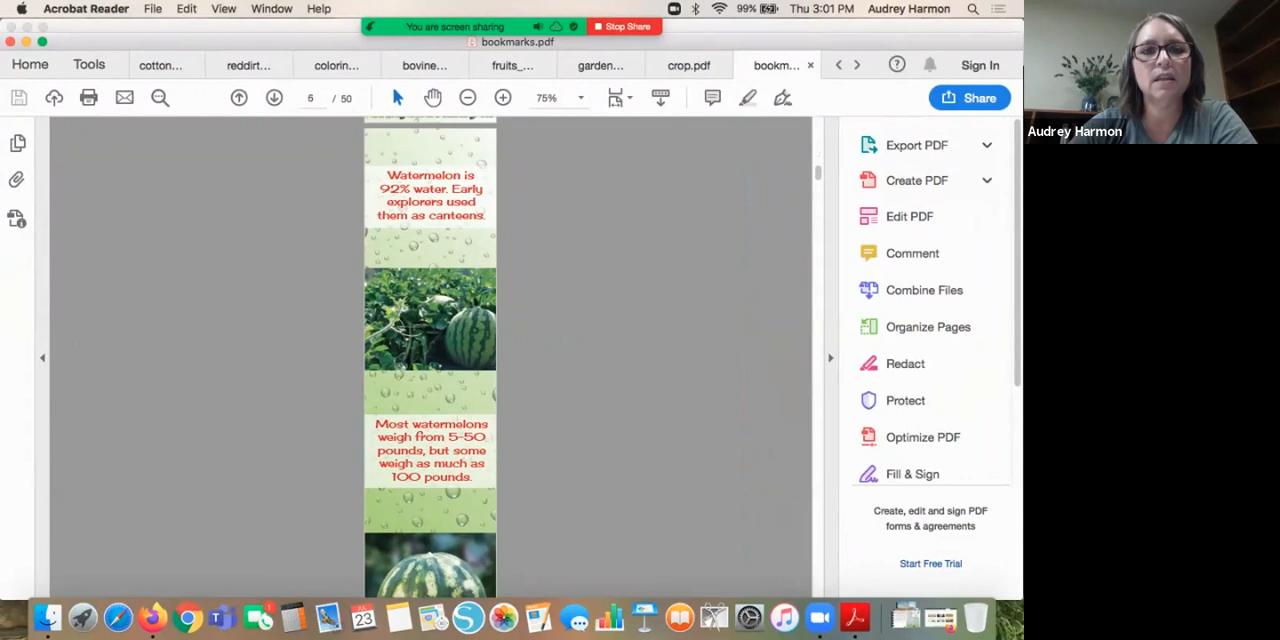 Acrobat Reader File Edit View Window Help 99% Thu 3:01 PM Audrey Harmon
You are screen sharing Stop Share
bookmarks.pdf
Home Tools cotton... reddirt... colorin... bovine... fruits_... garden... crop.pdf bookm... × Sign In
6 / 50 75% Share
Watermelon is
92% water. Early
explorers used
them as canteens.
Most watermelons
weigh from 5-50
pounds, but some
weigh as much as
100 pounds.
Export PDF
Create PDF
Edit PDF
Comment
Combine Files
Organize Pages
Redact
Protect
Optimize PDF
Fill & Sign
Create, edit and sign PDF
forms & agreements
Start Free Trial
Audrey Harmon
JUL
23